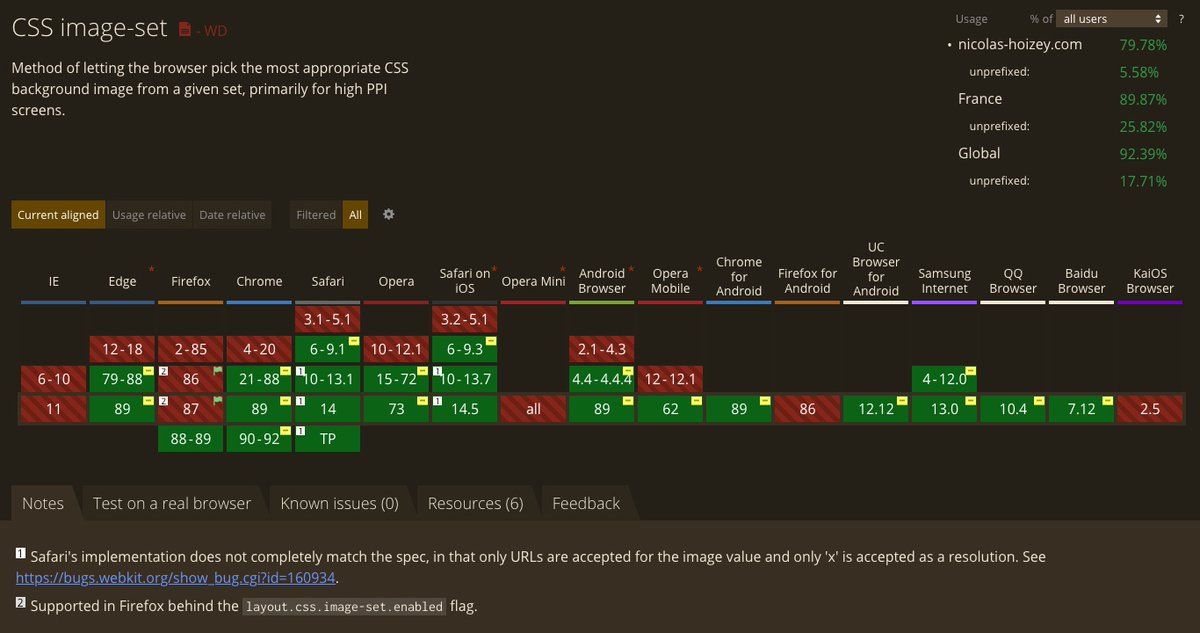 CSS image-set - WD
Usage % of all users ?
Method of letting the browser pick the most appropriate CSS
background image from a given set, primarily for high PPI
screens.
• nicolas-hoizey.com 79.78%
unprefixed: 5.58%
France 89.87%
unprefixed: 25.82%
Global 92.39%
unprefixed: 17.71%
Current aligned Usage relative Date relative Filtered All
IE
Edge *
Firefox
Chrome
Safari
Opera
Safari on *
iOS
Opera Mini *
Android *
Browser
Opera *
Mobile
Chrome
for
Android
Firefox for
Android
UC
Browser
for
Android
Samsung
Internet
QQ
Browser
Baidu
Browser
KaiOS
Browser
3.1-5.1 3.2-5.1
12-18 2-85 4-20 6-9.1 10-12.1 6-9.3 2.1-4.3
6-10 79-88 2 86 21-88 1 10-13.1 15-72 1 10-13.7 4.4-4.4.4 12-12.1 4-12.0
11 89 2 87 89 1 14 73 1 14.5 all 89 62 89 86 12.12 13.0 10.4 7.12 2.5
88-89 90-92 1 TP
Notes Test on a real browser Known issues (0) Resources (6) Feedback
1 Safari's implementation does not completely match the spec, in that only URLs are accepted for the image value and only 'x' is accepted as a resolution. See
https://bugs.webkit.org/show_bug.cgi?id=160934.
2 Supported in Firefox behind the layout.css.image-set.enabled flag.